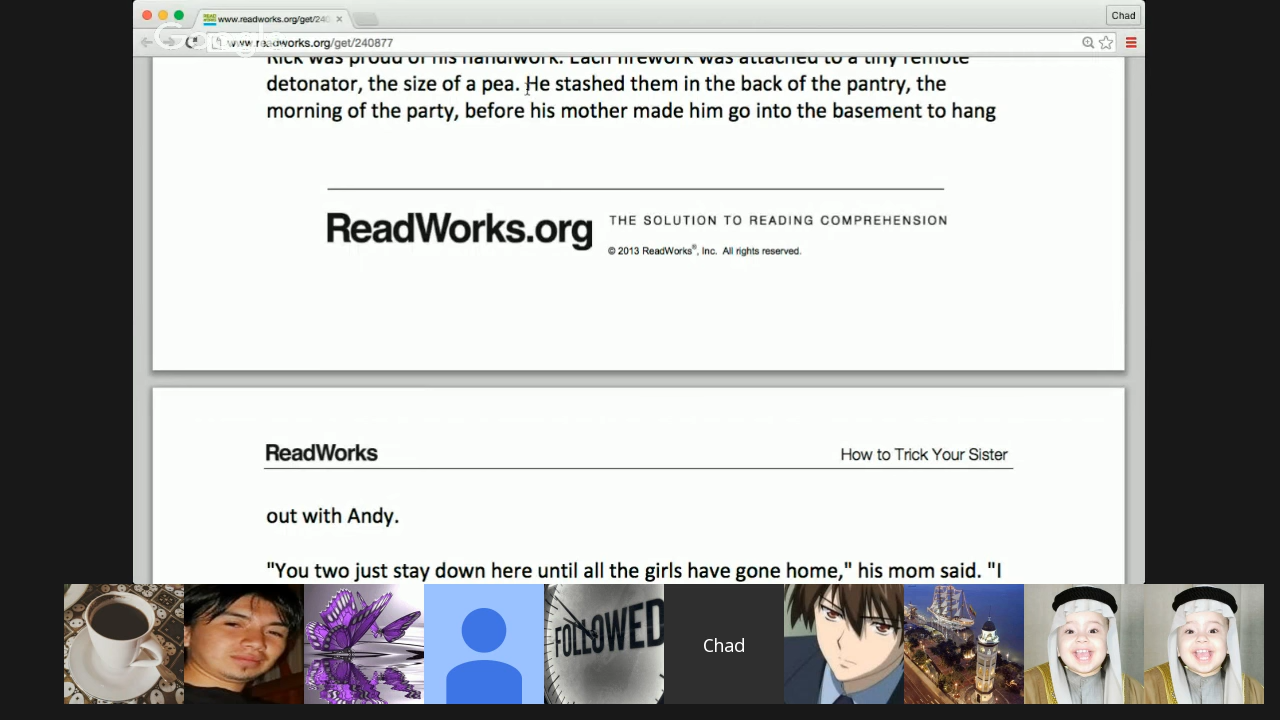 www.readworks.org/get/240
Chad
Google
www.readworks.org/get/240877
Rick was proud of his handiwork. Each firework was attached to a tiny remote
detonator, the size of a pea. He stashed them in the back of the pantry, the
morning of the party, before his mother made him go into the basement to hang
ReadWorks.org
THE SOLUTION TO READING COMPREHENSION
© 2013 ReadWorks®, Inc. All rights reserved.
ReadWorks
How to Trick Your Sister
out with Andy.
"You two just stay down here until all the girls have gone home," his mom said. "I
FOLLOWED
Chad